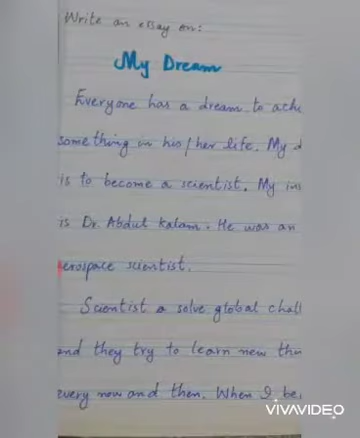 Write an essay on:
My Dream
Everyone has a dream to
something in his/her life. My
is to become a scientist. My
is Dr. Abdul Kalam. He was an
aerospace scientist.
Scientist a solve global
and they try to learn new
every now and then. When I
VIVAVIDEO